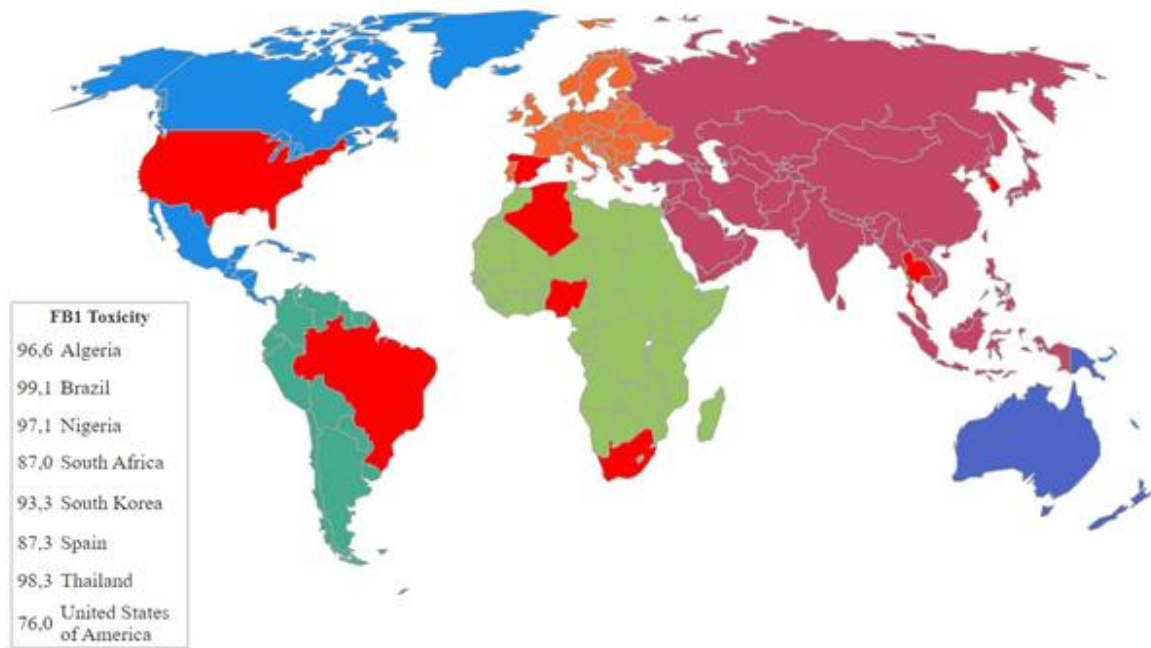 FB1 Toxicity
96,6 Algeria
99,1 Brazil
97,1 Nigeria
87,0 South Africa
93,3 South Korea
87,3 Spain
98,3 Thailand
76,0 United States
of America